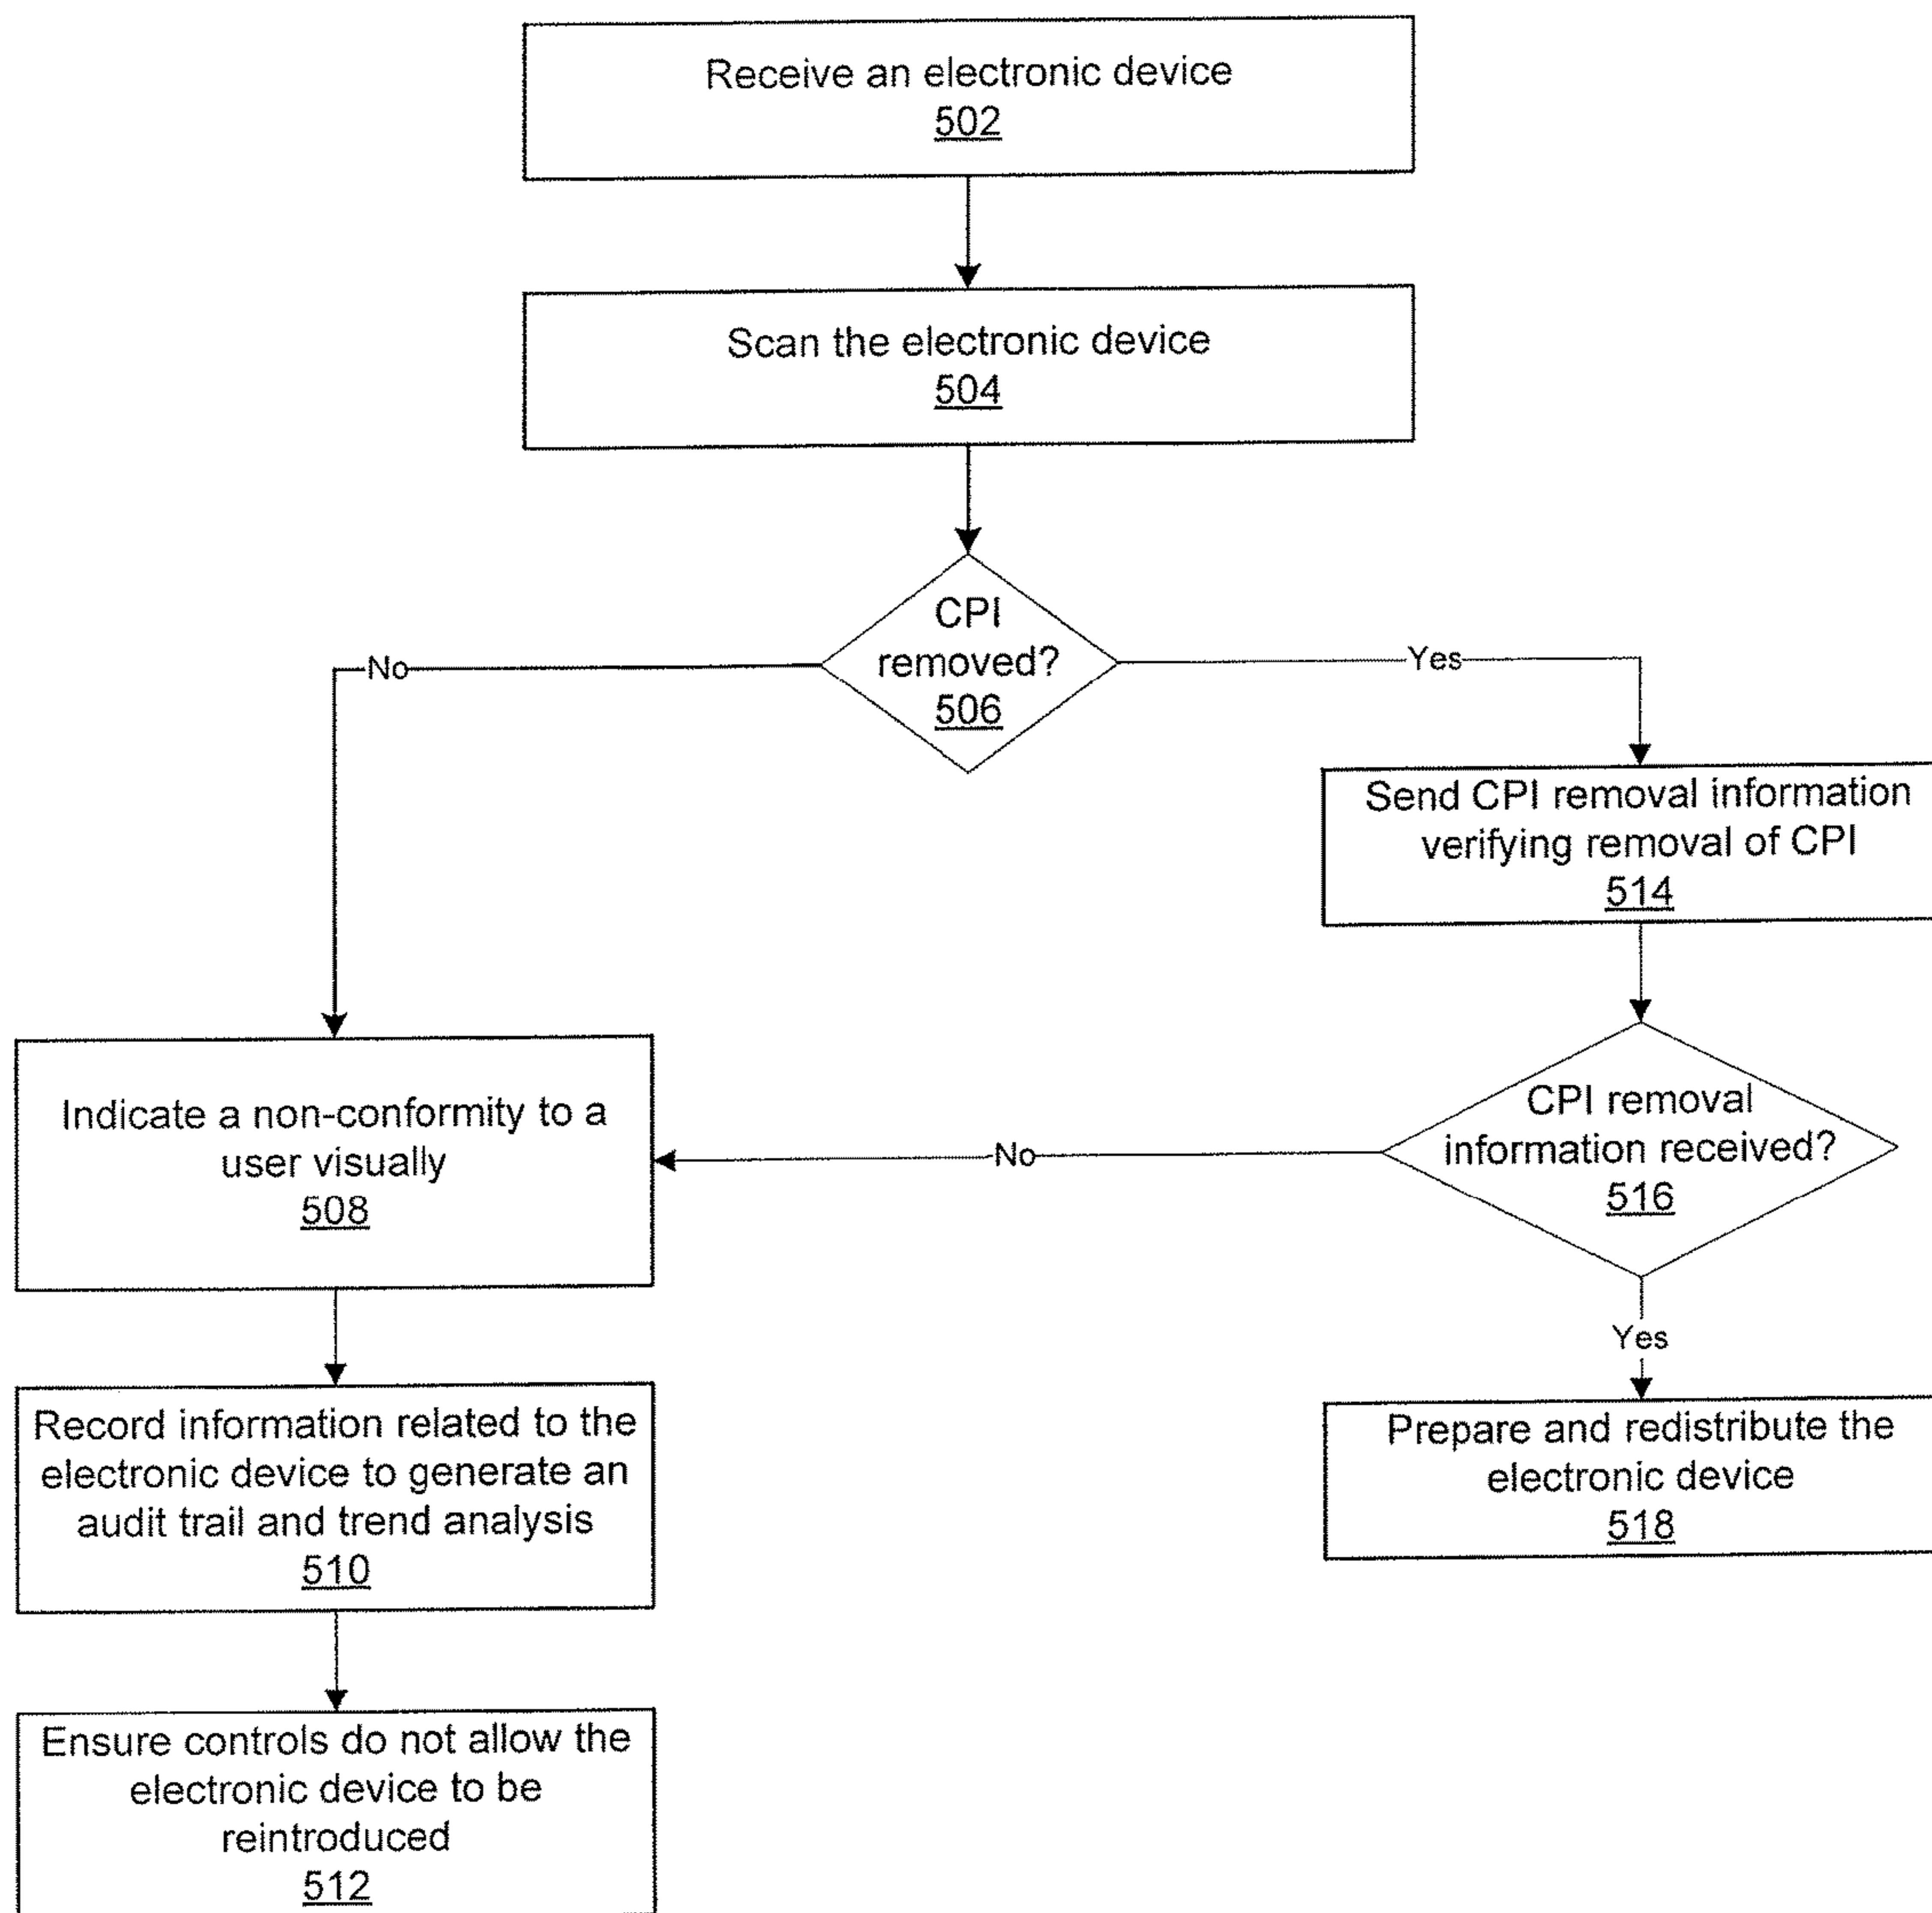 Receive an electronic device
502
Scan the electronic device
504
CPI
removed?
506
No
Yes
Send CPI removal information
verifying removal of CPI
514
Indicate a non-conformity to a
user visually
508
No
CPI removal
information received?
516
Yes
Record information related to the
electronic device to generate an
audit trail and trend analysis
510
Prepare and redistribute the
electronic device
518
Ensure controls do not allow the
electronic device to be
reintroduced
512